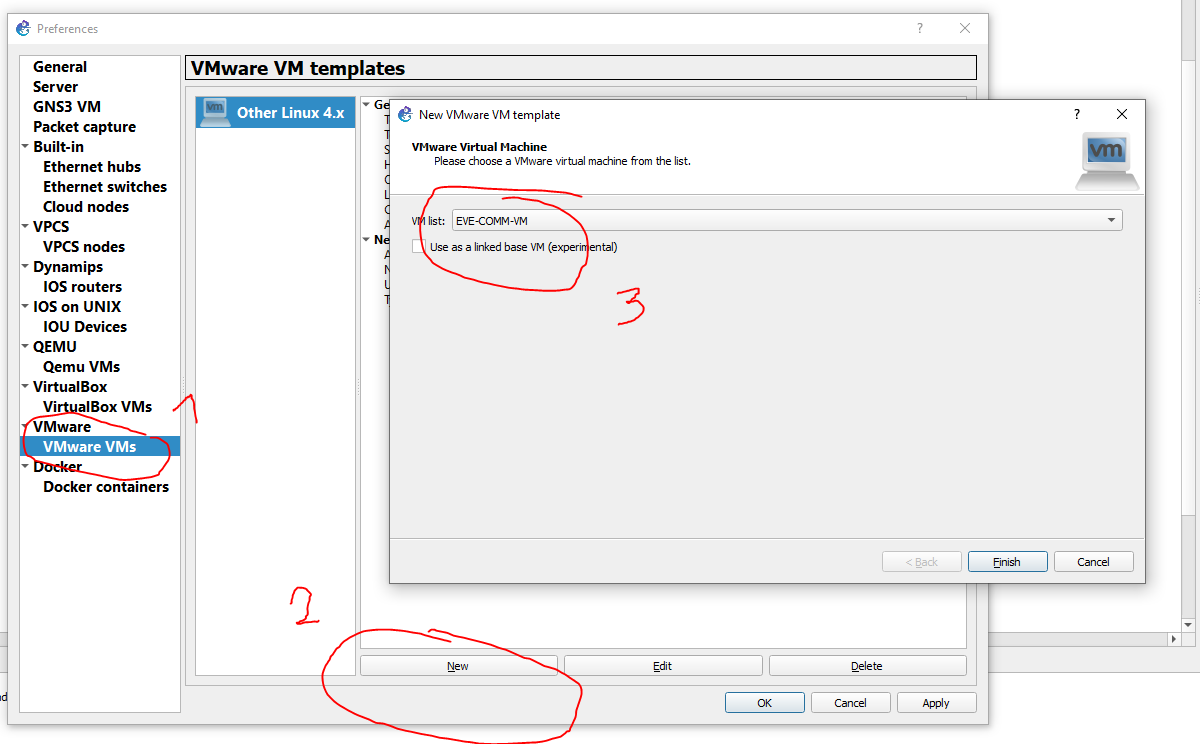 Preferences
?
General
Server
GNS3 VM
Packet capture
Built-in
Ethernet hubs
Ethernet switches
Cloud nodes
VPCS
VPCS nodes
Dynamips
IOS routers
IOS on UNIX
IOU Devices
QEMU
Qemu VMs
VirtualBox
VirtualBox VMs
VMware
VMware VMs
Docker
Docker containers
1
VMware VM templates
vm
Other Linux 4.x
Ge
T
T
S
H
C
L
C
A
Ne
A
N
U
T
New VMware VM template
?
VMware Virtual Machine
Please choose a VMware virtual machine from the list.
vm
VM list:
EVE-COMM-VM
Use as a linked base VM (experimental)
3
< Back
Finish
Cancel
2
New
Edit
Delete
OK
Cancel
Apply